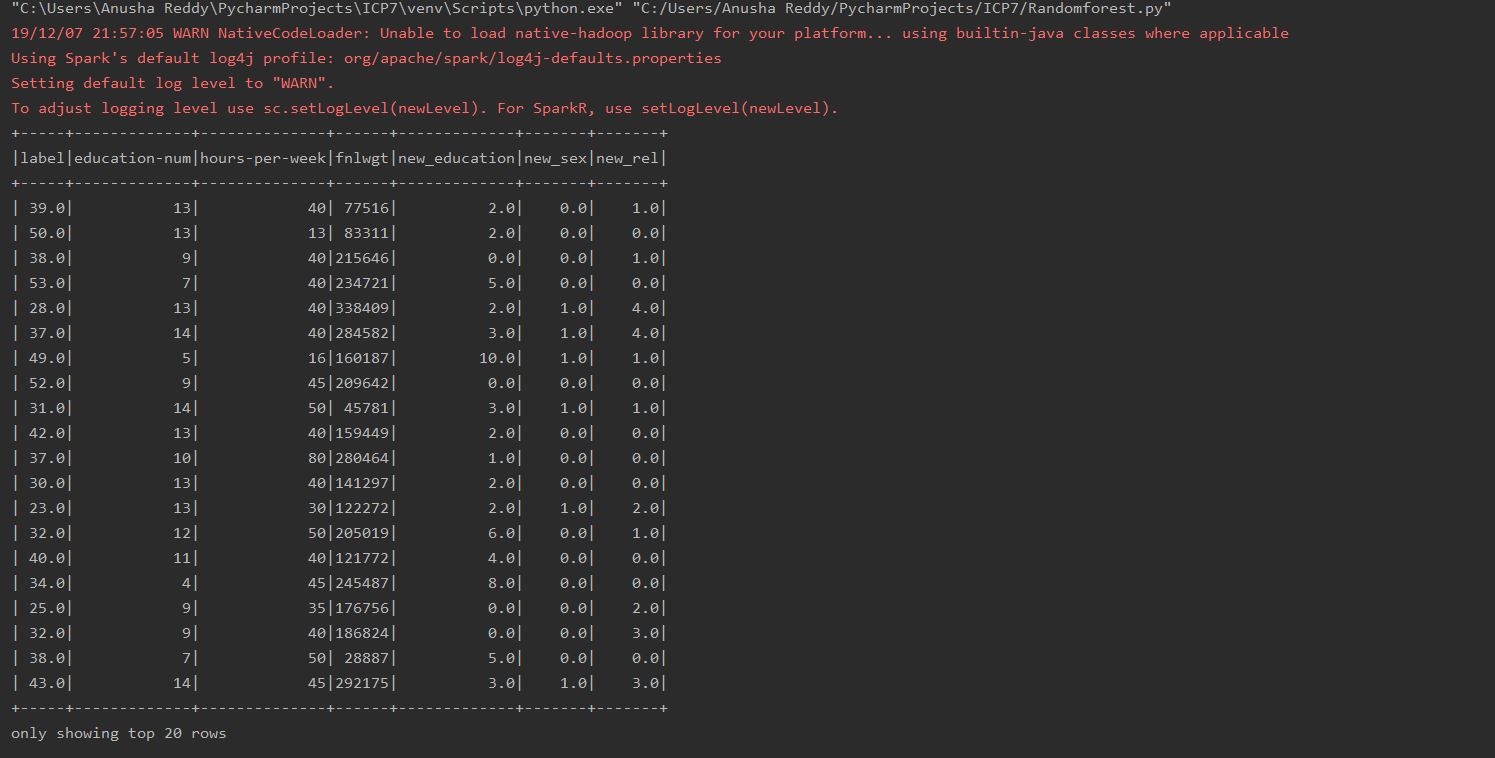 "C:\Users\Anusha Reddy\PycharmProjects\ICP7\venv\Scripts\python.exe" "C:/Users/Anusha Reddy/PycharmProjects/ICP7/Randomforest.py"
19/12/07 21:57:05 WARN NativeCodeLoader: Unable to load native-hadoop library for your platform... using builtin-java classes where applicable
Using Spark's default log4j profile: org/apache/spark/log4j-defaults.properties
Setting default log level to "WARN".
To adjust logging level use sc.setLogLevel(newLevel). For SparkR, use setLogLevel(newLevel).
+-----+-------------+--------------+------+-------------+-------+-------+
|label|education-num|hours-per-week|fnlwgt|new_education|new_sex|new_rel|
+-----+-------------+--------------+------+-------------+-------+-------+
| 39.0|           13|            40| 77516|          2.0|    0.0|    1.0|
| 50.0|           13|            13| 83311|          2.0|    0.0|    0.0|
| 38.0|            9|            40|215646|          0.0|    0.0|    1.0|
| 53.0|            7|            40|234721|          5.0|    0.0|    0.0|
| 28.0|           13|            40|338409|          2.0|    1.0|    4.0|
| 37.0|           14|            40|284582|          3.0|    1.0|    4.0|
| 49.0|            5|            16|160187|         10.0|    1.0|    1.0|
| 52.0|            9|            45|209642|          0.0|    0.0|    0.0|
| 31.0|           14|            50| 45781|          3.0|    1.0|    1.0|
| 42.0|           13|            40|159449|          2.0|    0.0|    0.0|
| 37.0|           10|            80|280464|          1.0|    0.0|    0.0|
| 30.0|           13|            40|141297|          2.0|    0.0|    0.0|
| 23.0|           13|            30|122272|          2.0|    1.0|    2.0|
| 32.0|           12|            50|205019|          6.0|    0.0|    1.0|
| 40.0|           11|            40|121772|          4.0|    0.0|    0.0|
| 34.0|            4|            45|245487|          8.0|    0.0|    0.0|
| 25.0|            9|            35|176756|          0.0|    0.0|    2.0|
| 32.0|            9|            40|186824|          0.0|    0.0|    3.0|
| 38.0|            7|            50| 28887|          5.0|    0.0|    0.0|
| 43.0|           14|            45|292175|          3.0|    1.0|    3.0|
+-----+-------------+--------------+------+-------------+-------+-------+
only showing top 20 rows